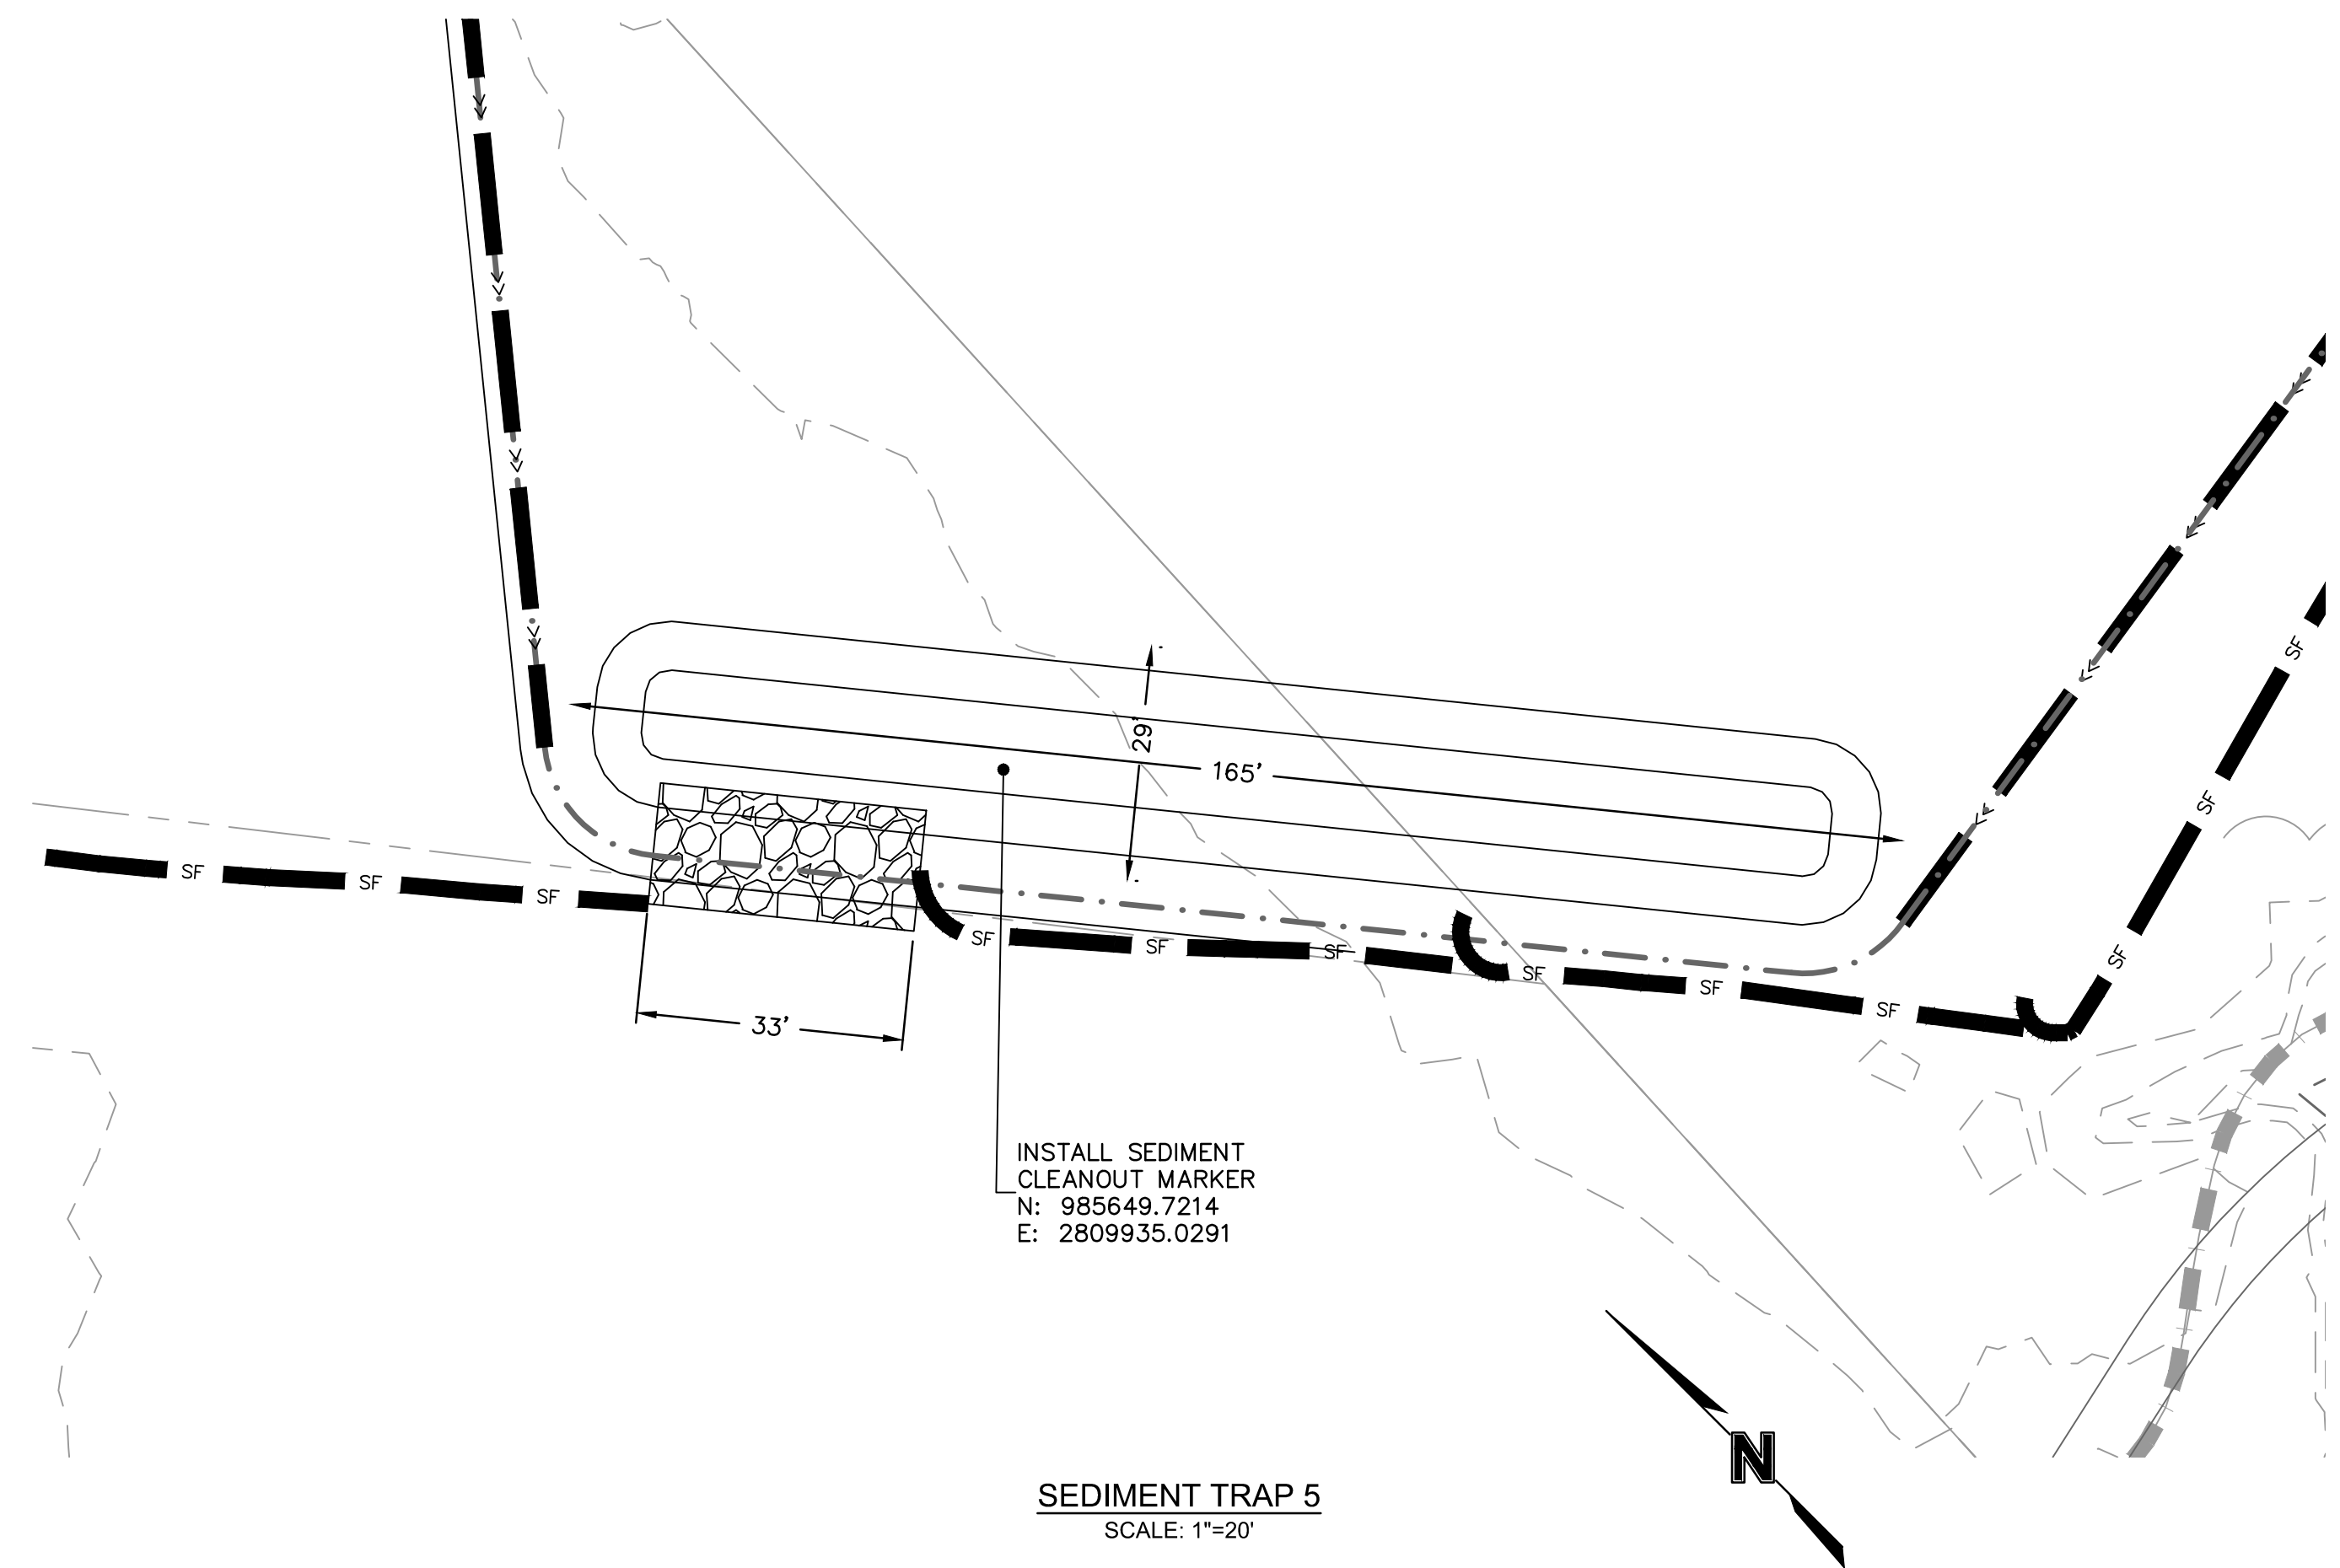 SF
SF
SF
SF
SF
SF
29'
165'
SF
SF
SF
SF
SF
SF
33'
INSTALL SEDIMENT
CLEANOUT MARKER
N: 985649.7214
E: 2809935.0291
N
SEDIMENT TRAP 5
SCALE: 1"=20'